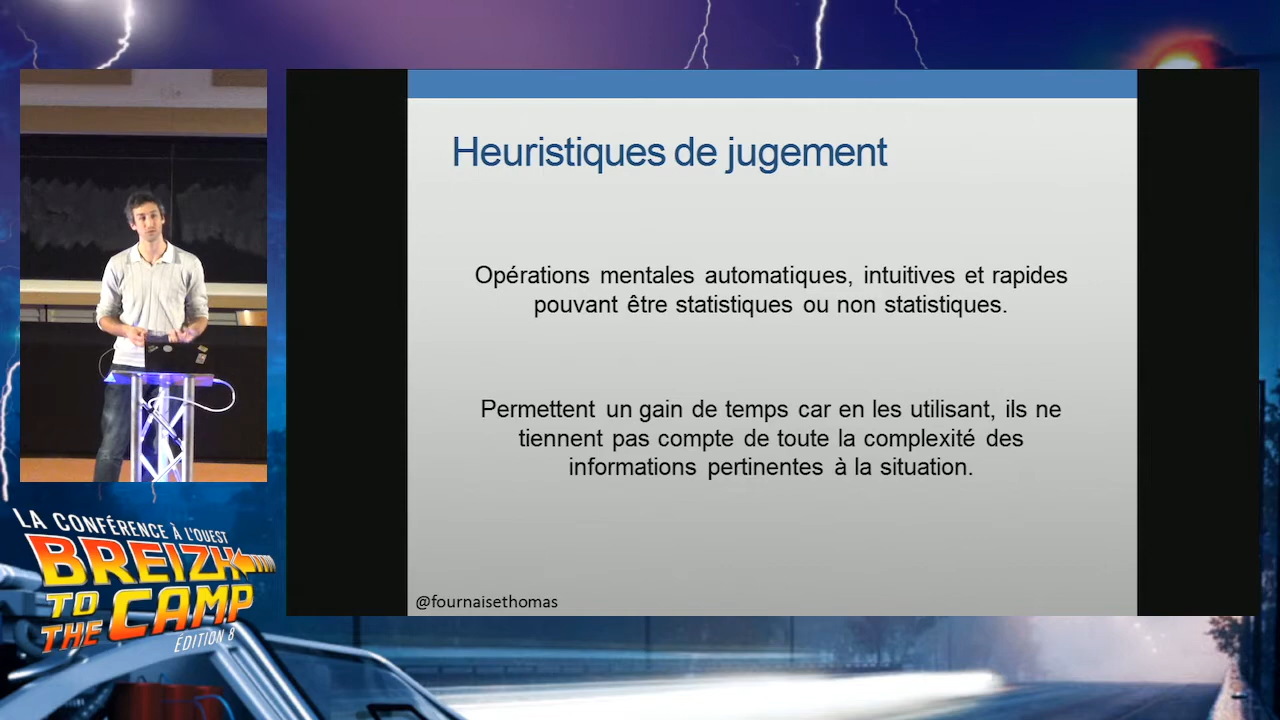 Heuristiques de jugement
Opérations mentales automatiques, intuitives et rapides
pouvant être statistiques ou non statistiques.
Permettent un gain de temps car en les utilisant, ils ne
tiennent pas compte de toute la complexité des
informations pertinentes à la situation.
@fournaisethomas
LA CONFÉRENCE À L'OUEST
BREIZH
TO
THE CAMP
ÉDITION 8